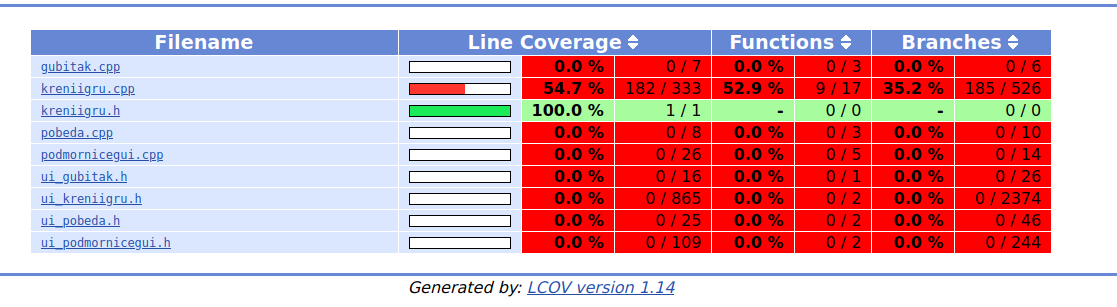 Filename Line Coverage Functions Branches
gubitak.cpp 0.0 % 0 / 7 0.0 % 0 / 3 0.0 % 0 / 6
kreniigru.cpp 54.7 % 182 / 333 52.9 % 9 / 17 35.2 % 185 / 526
kreniigru.h 100.0 % 1 / 1 - 0 / 0 - 0 / 0
pobeda.cpp 0.0 % 0 / 8 0.0 % 0 / 3 0.0 % 0 / 10
podmornicegui.cpp 0.0 % 0 / 26 0.0 % 0 / 5 0.0 % 0 / 14
ui_gubitak.h 0.0 % 0 / 16 0.0 % 0 / 1 0.0 % 0 / 26
ui_kreniigru.h 0.0 % 0 / 865 0.0 % 0 / 2 0.0 % 0 / 2374
ui_pobeda.h 0.0 % 0 / 25 0.0 % 0 / 2 0.0 % 0 / 46
ui_podmornicegui.h 0.0 % 0 / 109 0.0 % 0 / 2 0.0 % 0 / 244
Generated by: LCOV version 1.14